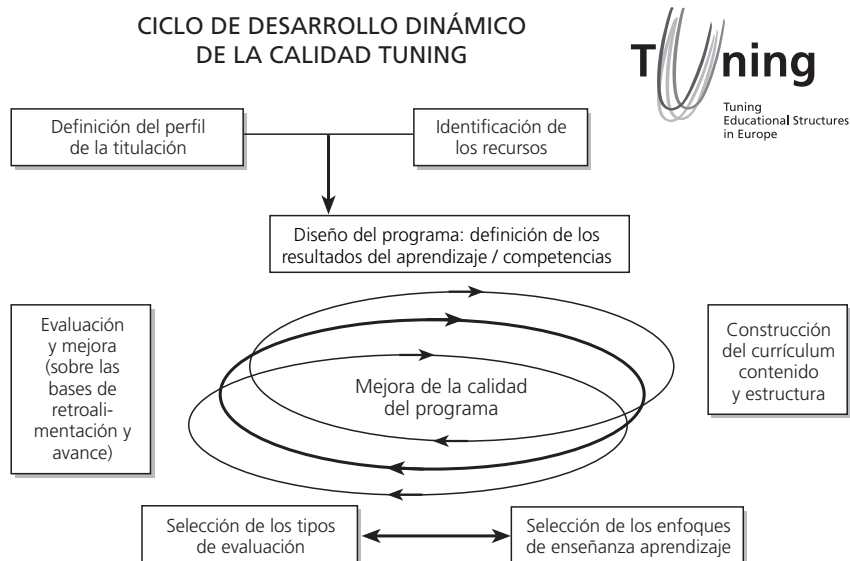 CICLO DE DESARROLLO DINÁMICO
DE LA CALIDAD TUNING
Tuning
Tuning
Educational Structures
in Europe
Definición del perfil
de la titulación
Identificación de
los recursos
Diseño del programa: definición de los
resultados del aprendizaje / competencias
Evaluación
y mejora
(sobre las
bases de
retroali-
mentación y
avance)
Mejora de la calidad
del programa
Construcción
del currículum
contenido
y estructura
Selección de los tipos
de evaluación
Selección de los enfoques
de enseñanza aprendizaje